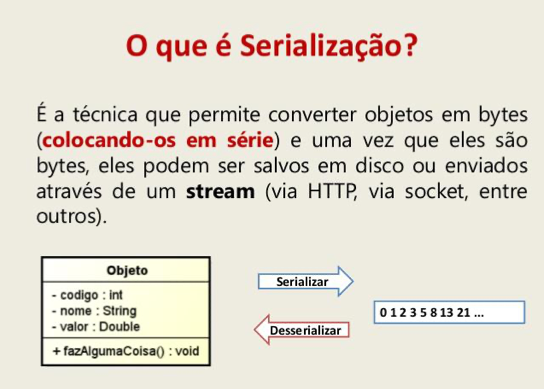 O que é Serialização?
É a técnica que permite converter objetos em bytes
(colocando-os em série) e uma vez que eles são
bytes, eles podem ser salvos em disco ou enviados
através de um stream (via HTTP, via socket, entre
outros).
Objeto
- codigo : int
- nome : String
- valor : Double
+ fazAlgumaCoisa() : void
Serializar
Desserializar
0 1 2 3 5 8 13 21 ...